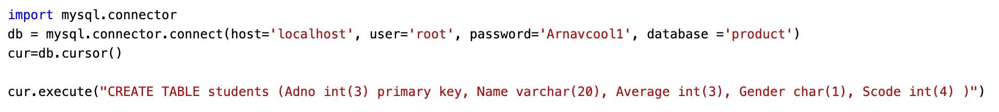 import mysql.connector
db = mysql.connector.connect(host='localhost', user='root', password='Arnavcool1', database ='product')
cur=db.cursor()
cur.execute("CREATE TABLE students (Adno int(3) primary key, Name varchar(20), Average int(3), Gender char(1), Scode int(4) )")